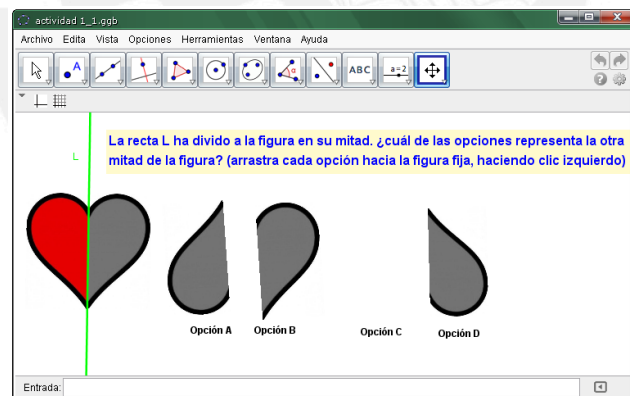 actividad 1_1.ggb
Archivo Edita Vista Opciones Herramientas Ventana Ayuda
A α ABC a=2
L
La recta L ha divido a la figura en su mitad. ¿cuál de las opciones representa la otra
mitad de la figura? (arrastra cada opción hacia la figura fija, haciendo clic izquierdo)
Opción A Opción B Opción C Opción D
Entrada: